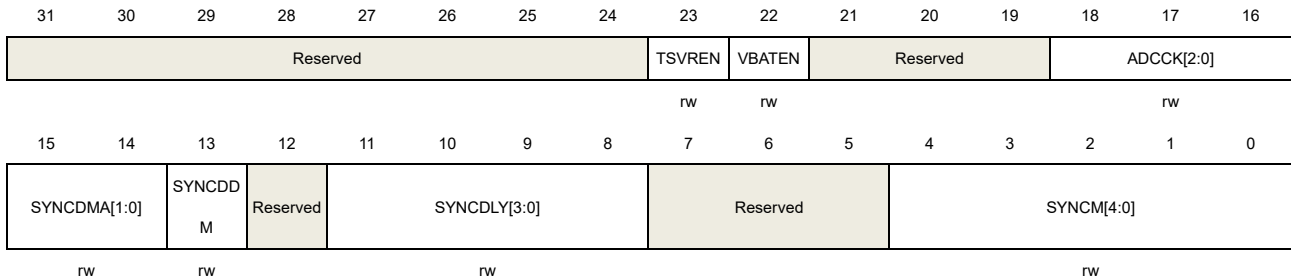 31 30 29 28 27 26 25 24 23 22 21 20 19 18 17 16
Reserved TSVREN VBATEN Reserved ADCCK[2:0]
rw rw rw
15 14 13 12 11 10 9 8 7 6 5 4 3 2 1 0
SYNCDMA[1:0] SYNCDD
M Reserved SYNCDLY[3:0] Reserved SYNCM[4:0]
rw rw rw rw